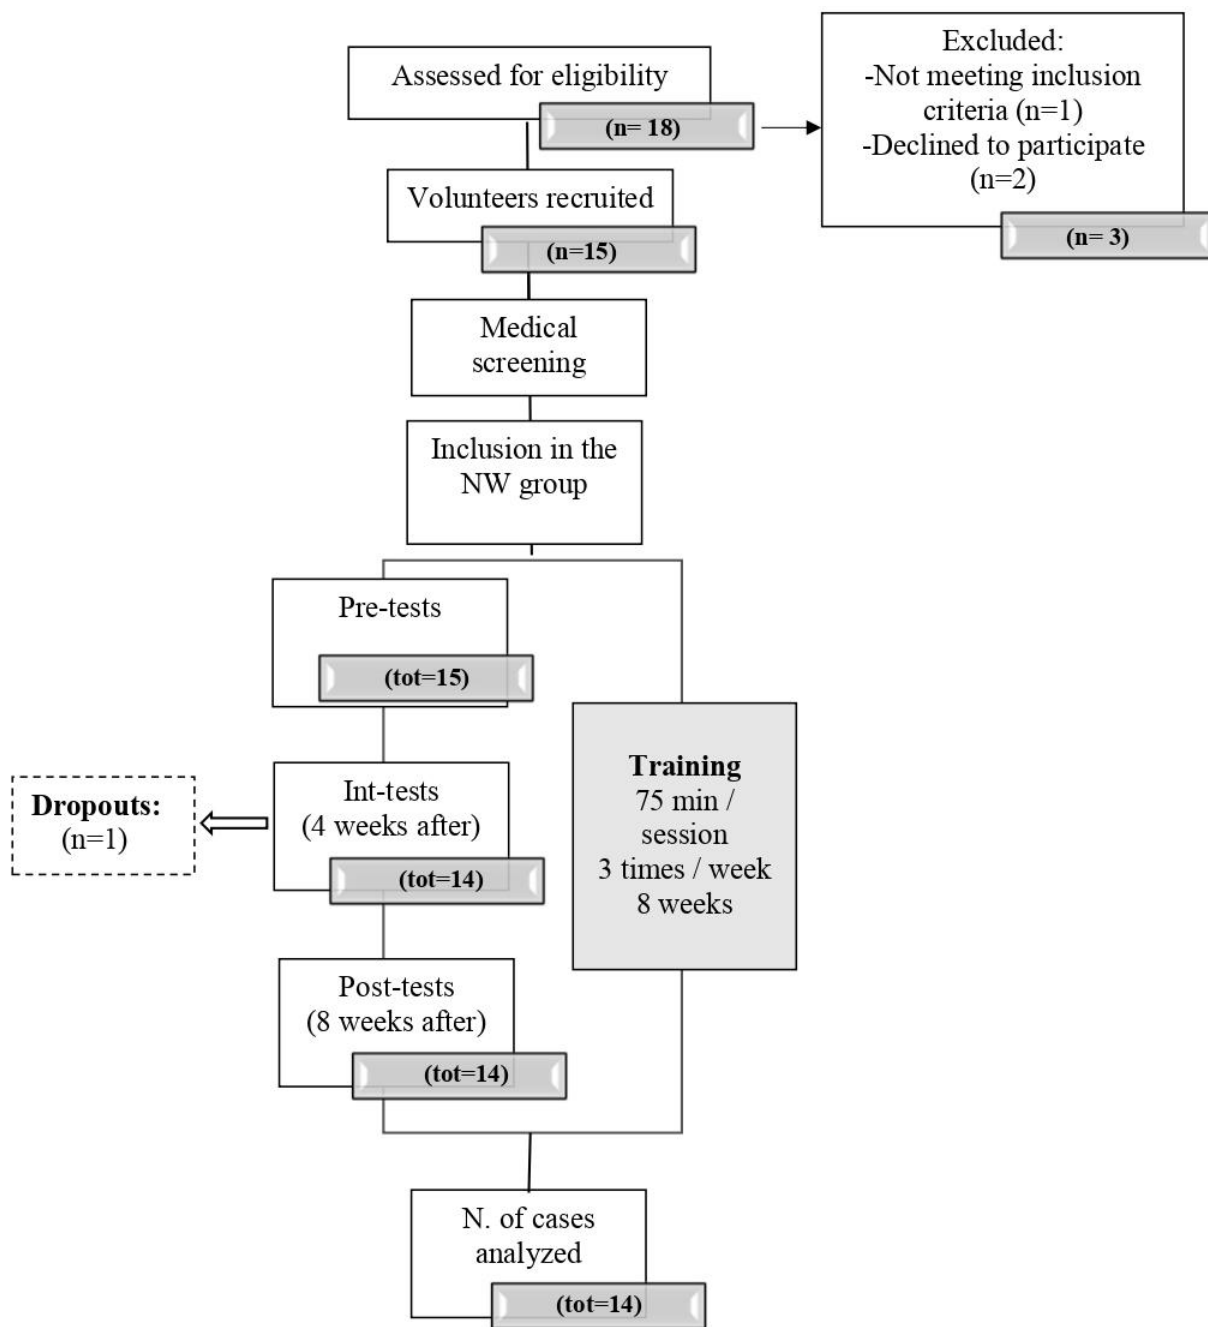 Assessed for eligibility
(n= 18)
Excluded:
-Not meeting inclusion
criteria (n=1)
-Declined to participate
(n=2)
(n= 3)
Volunteers recruited
(n=15)
Medical
screening
Inclusion in the
NW group
Pre-tests
(tot=15)
Training
75 min /
session
3 times / week
8 weeks
Int-tests
(4 weeks after)
(tot=14)
Dropouts:
(n=1)
Post-tests
(8 weeks after)
(tot=14)
N. of cases
analyzed
(tot=14)